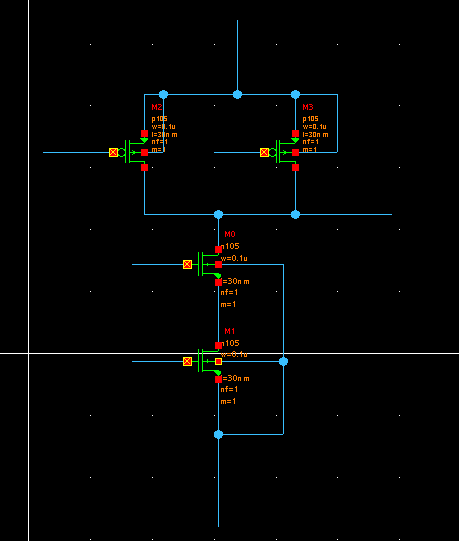 M2
p105
w=0.1u
l=30n m
nf=1
m=1
M3
p105
w=0.1u
l=30n m
nf=1
m=1
M0
n105
w=0.1u
l=30n m
nf=1
m=1
M1
n105
w=0.1u
l=30n m
nf=1
m=1